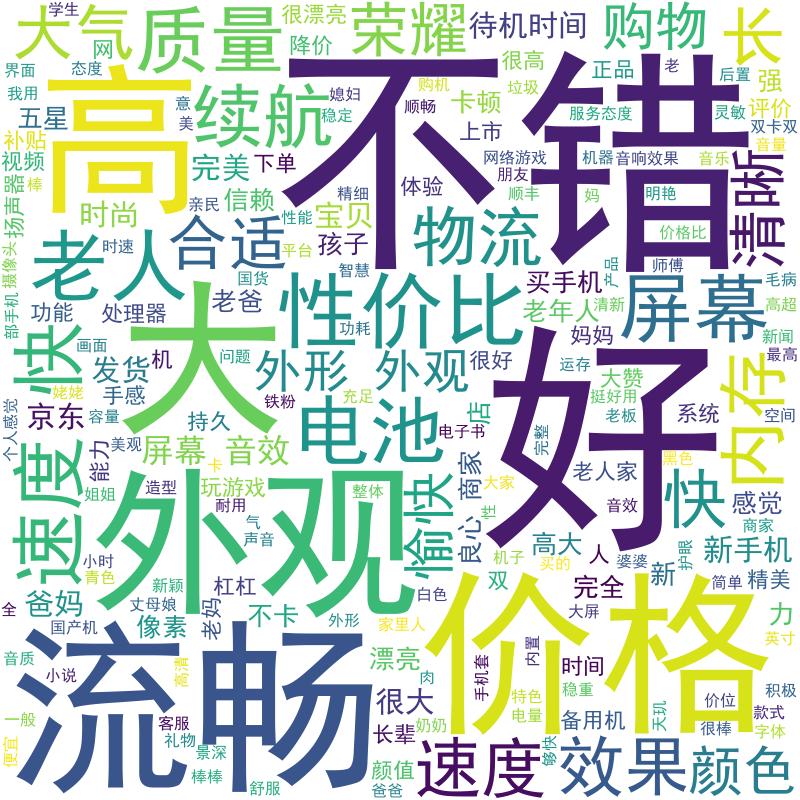 学生
大气
质量
荣耀
很漂亮
待机时间
购物
长
网
降价
很高
正品
后置
老
界面
态度
我用
高
续航
不错
购机
垃圾
强
五星
意
美
媳妇
稳定
顺畅
卡顿
服务态度
灵敏
评价
补贴
视频
棒
完美
下单
上市
网络游戏
机器
音响效果
双卡双
音量
音乐
清晰
扬声器
亲民
信赖
精细
体验
朋友
顺丰
妈
明艳
时尚
性能
宝贝
物流
价格比
老人
时速
合适
平台
孩子
国货
智慧
买手机
产品
师傅
毛病
摄像头
部手机
功能
处理器
老爸
大
性价比
功耗
老年人
清新
屏幕
高超
新闻
画面
问题
妈妈
快
发货
机
外形
外观
很好
运存
大赞
最高
姥姥
手感
铁粉
充足
挺好用
内存
个人感觉
京东
容量
持久
电池
电子书
好
店
完整
老板
系统
空间
速度
能力
美观
屏幕
音效
卡
黑色
姐姐
造型
玩游戏
耐用
整体
愉快
良心
商家
大家
性
老人家
音效
快
感觉
商家
外观
气
声音
小时
青色
机子
高大
人
婆婆
护眼
新手机
新颖
杠杠
白色
双
买的
完全
新
简单
精美
全
爸妈
丈母娘
老妈
不卡
外形
家里人
价格
大屏
力
国产机
像素
英寸
流畅
音质
小说
高清
漂亮
肉
手机套
内置
时间
稳重
价位
积极
一般
客服
很大
特色
电量
天玑
款式
便宜
礼物
景深
长辈
奶奶
备用机
很棒
字体
棒棒
舒服
颜值
爸爸
速度
够快
效果
颜色